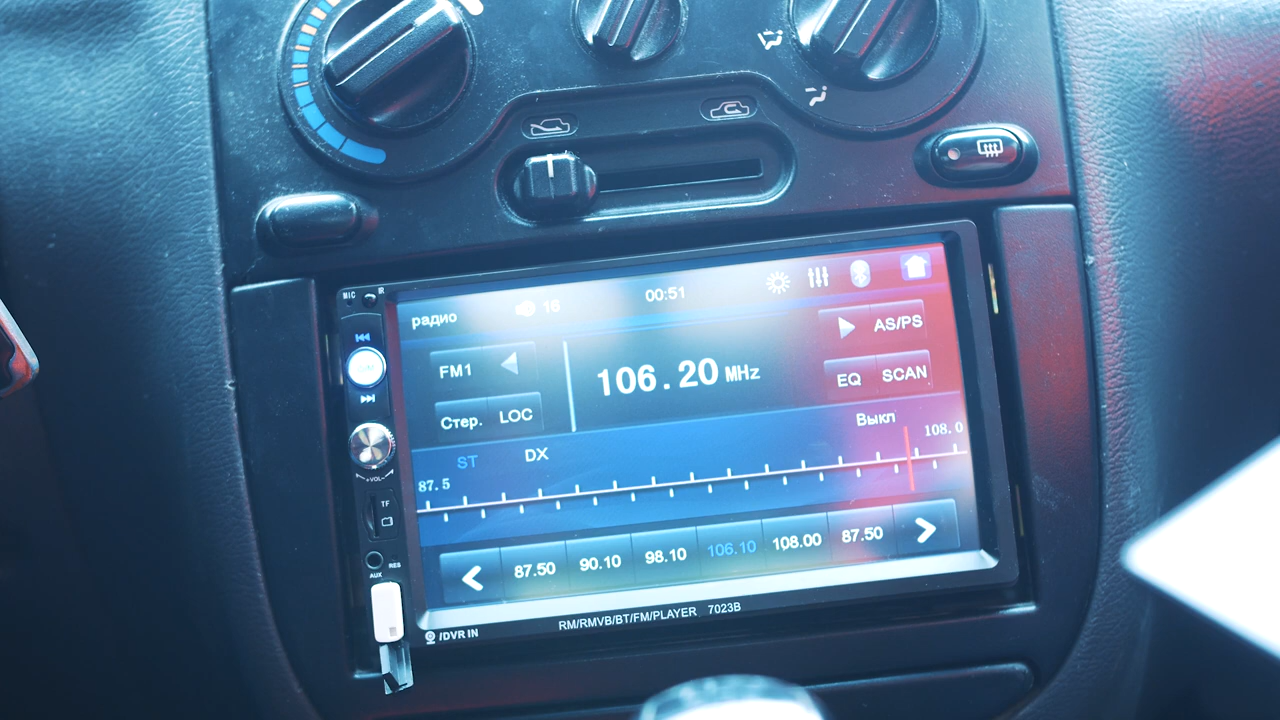 MIC
IR
радио
16
00:51
FM1
106.20 MHz
AS/PS
Стер.
LOC
EQ
SCAN
Выкл
ST
DX
87.5
108.0
87.50
90.10
98.10
106.10
108.00
87.50
+VOL-
TF
RES
AUX
/DVR IN
RM/RMVB/BT/FM/PLAYER 7023B